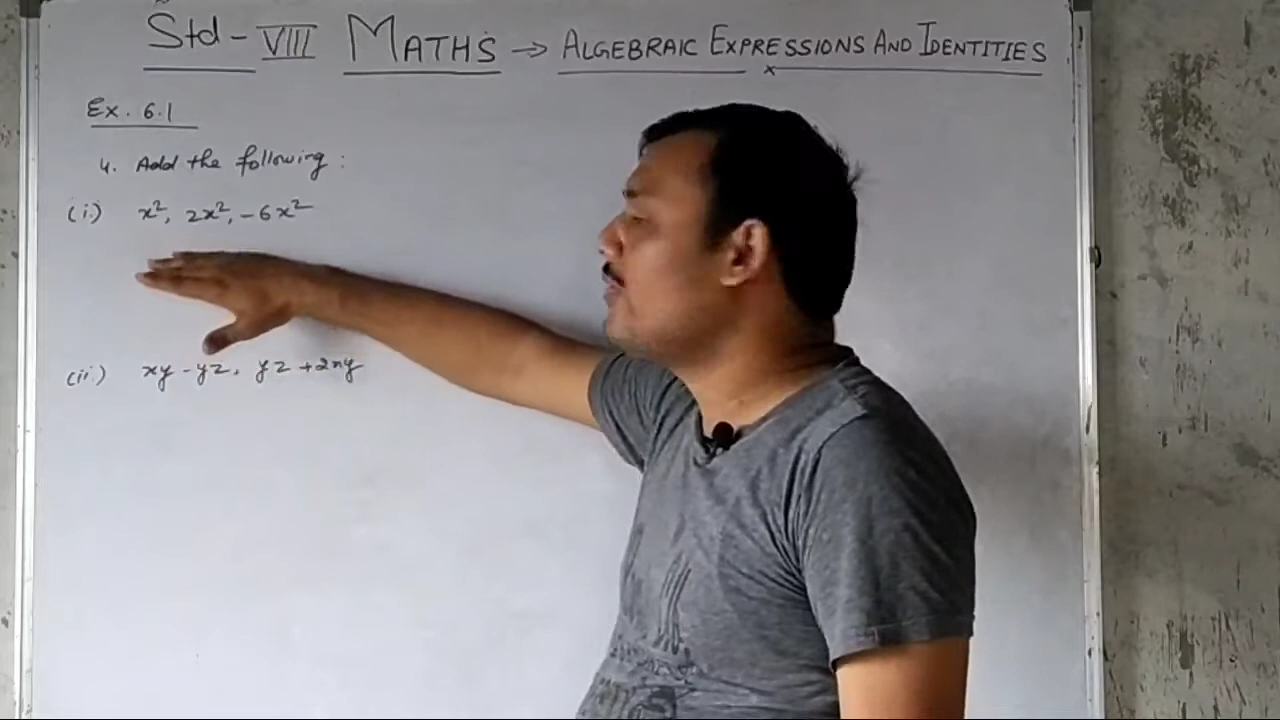 Std - VIII MATHS → ALGEBRAIC EXPRESSIONS AND IDENTITIES
Ex. 6.1
4. Add the following :
(i.) x², 2x², -6x²
(ii.) xy - yz, yz + 2xy